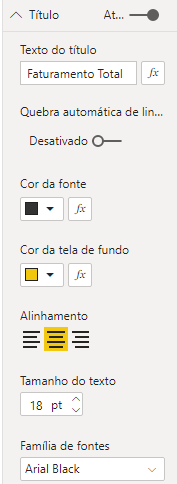 Título At...
Texto do título
Faturamento Total fx
Quebra automática de lin...
Desativado
Cor da fonte
fx
Cor da tela de fundo
fx
Alinhamento
Tamanho do texto
18 pt
Família de fontes
Arial Black